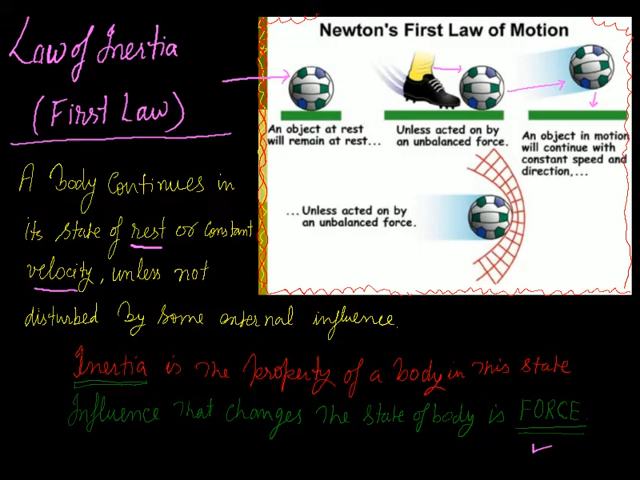 Law of Inertia
(First Law)
A Body Continues in
its state of rest or constant
velocity, unless not
disturbed By some external influence.
Newton's First Law of Motion
An object at rest
will remain at rest...
Unless acted on by
an unbalanced force.
An object in motion
will continue with
constant speed and
direction,...
... Unless acted on by
an unbalanced force.
Inertia is The Property of a Body in This state
Influence That changes The state of body is FORCE.